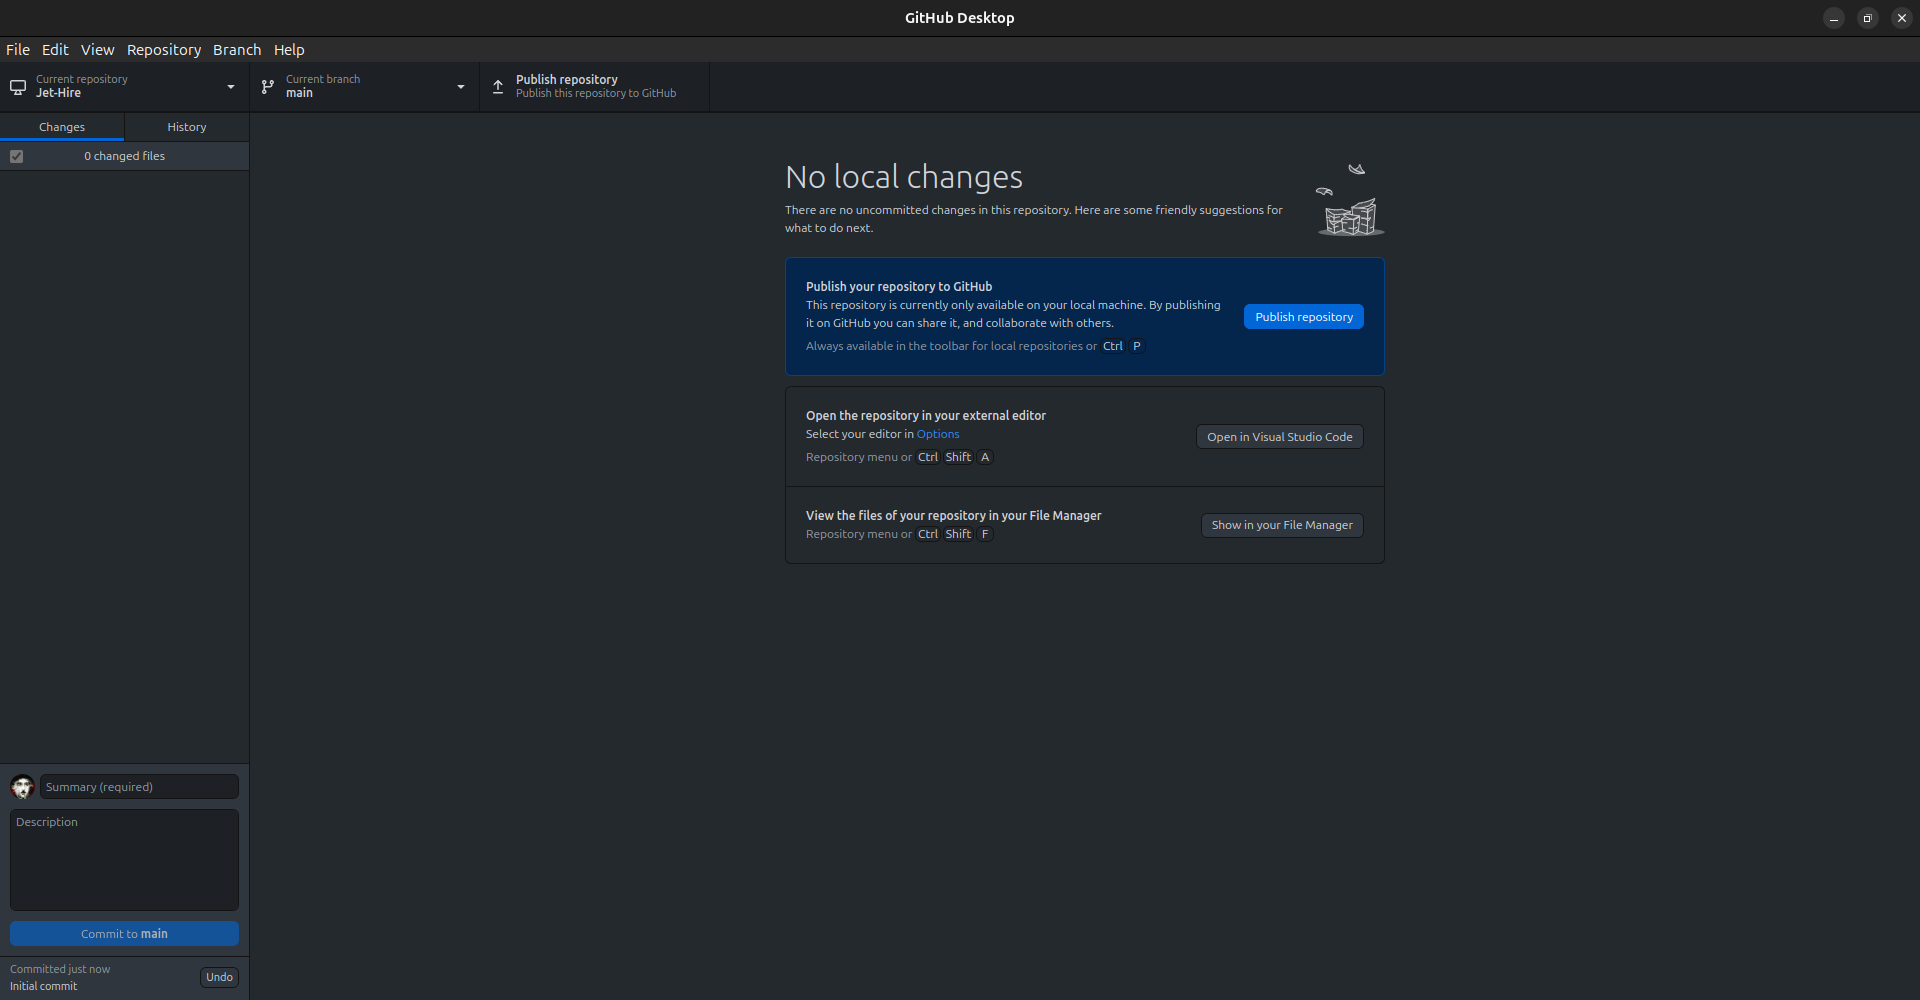 GitHub Desktop
File Edit View Repository Branch Help
Current repository
Jet-Hire
Current branch
main
Publish repository
Publish this repository to GitHub
Changes
History
0 changed files
No local changes
There are no uncommitted changes in this repository. Here are some friendly suggestions for
what to do next.
Publish your repository to GitHub
This repository is currently only available on your local machine. By publishing
it on GitHub you can share it, and collaborate with others.
Always available in the toolbar for local repositories or Ctrl P
Publish repository
Open the repository in your external editor
Select your editor in Options
Repository menu or Ctrl Shift A
Open in Visual Studio Code
View the files of your repository in your File Manager
Repository menu or Ctrl Shift F
Show in your File Manager
Summary (required)
Description
Commit to main
Committed just now
Initial commit
Undo